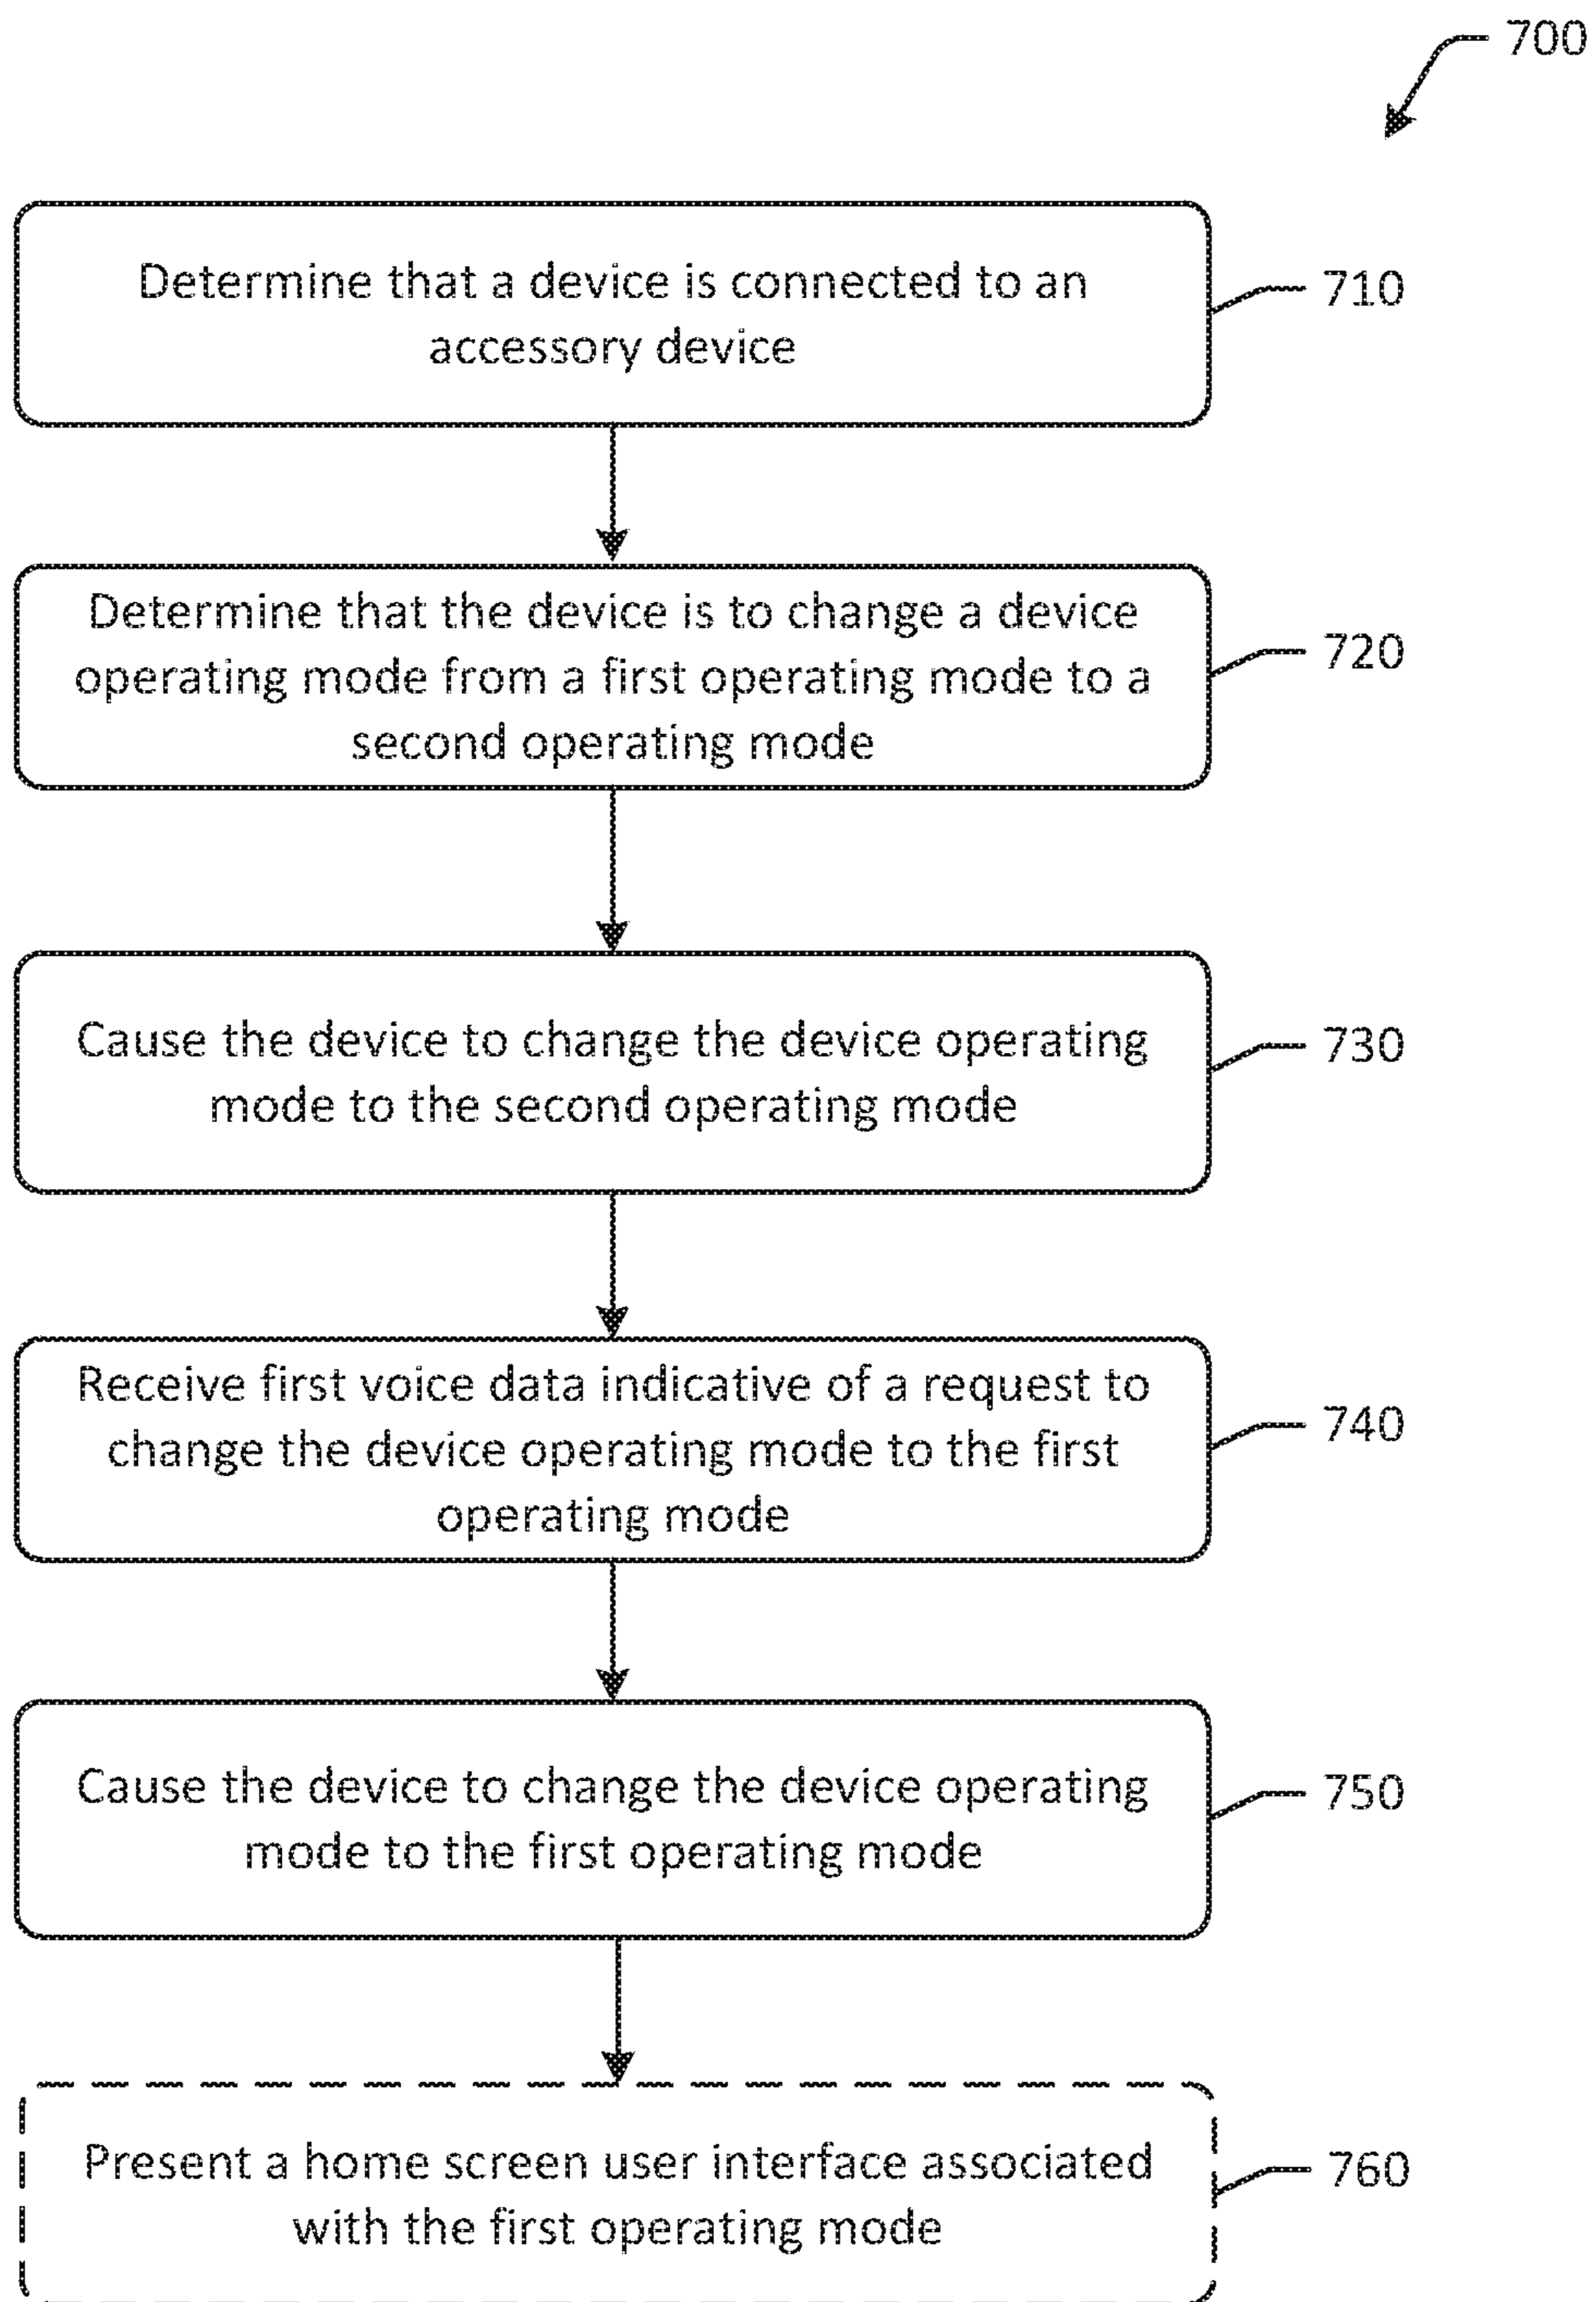 700
Determine that a device is connected to an
accessory device
710
Determine that the device is to change a device
operating mode from a first operating mode to a
second operating mode
720
Cause the device to change the device operating
mode to the second operating mode
730
Receive first voice data indicative of a request to
change the device operating mode to the first
operating mode
740
Cause the device to change the device operating
mode to the first operating mode
750
Present a home screen user interface associated
with the first operating mode
760